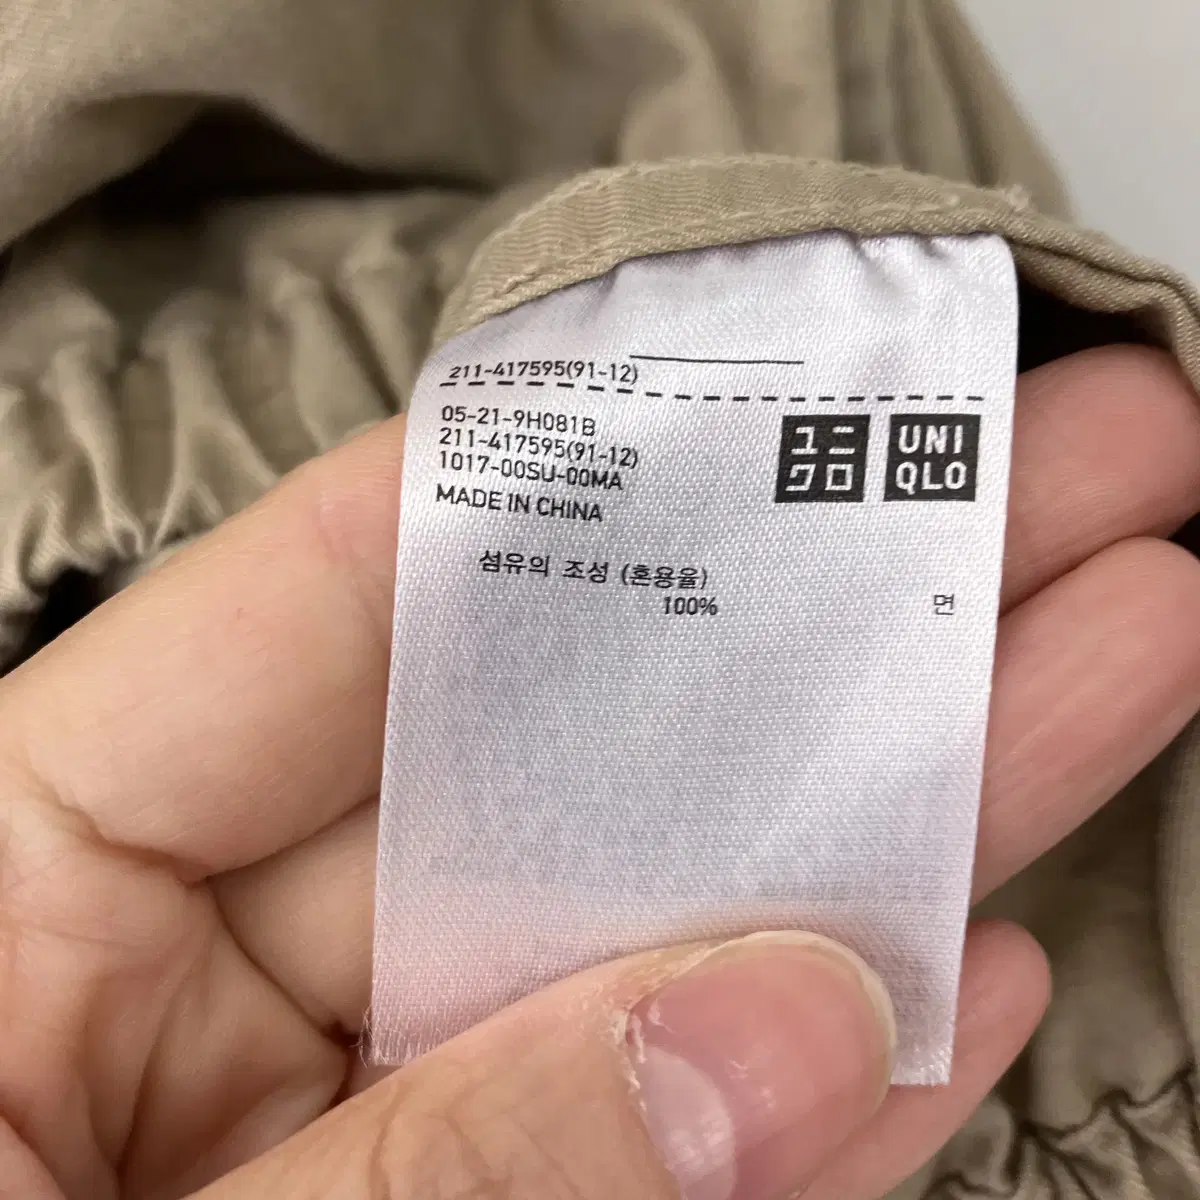 211-417595(91-12)
05-21-9H081B
211-417595(91-12)
1017-00SU-00MA
MADE IN CHINA
ユニ
クロ
UNI
QLO
섬유의 조성 (혼용율)
100% 면